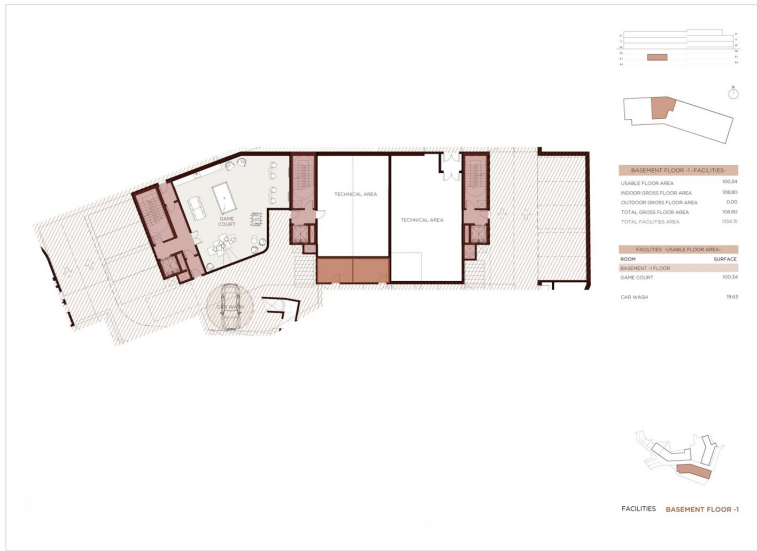 N
BASEMENT FLOOR -1 -FACILITIES-
USABLE FLOOR AREA 100,34
INDOOR GROSS FLOOR AREA 108,80
OUTDOOR GROSS FLOOR AREA 0,00
TOTAL GROSS FLOOR AREA 108,80
TOTAL FACILITIES AREA
TECHNICAL AREA
GAME
COURT
TECHNICAL AREA
FACILITIES -USABLE FLOOR AREA-
ROOM SURFACE
BASEMENT -1 FLOOR
GAME COURT 100,34
CAR WASH 19,63
CAR WASH
FACILITIES BASEMENT FLOOR -1